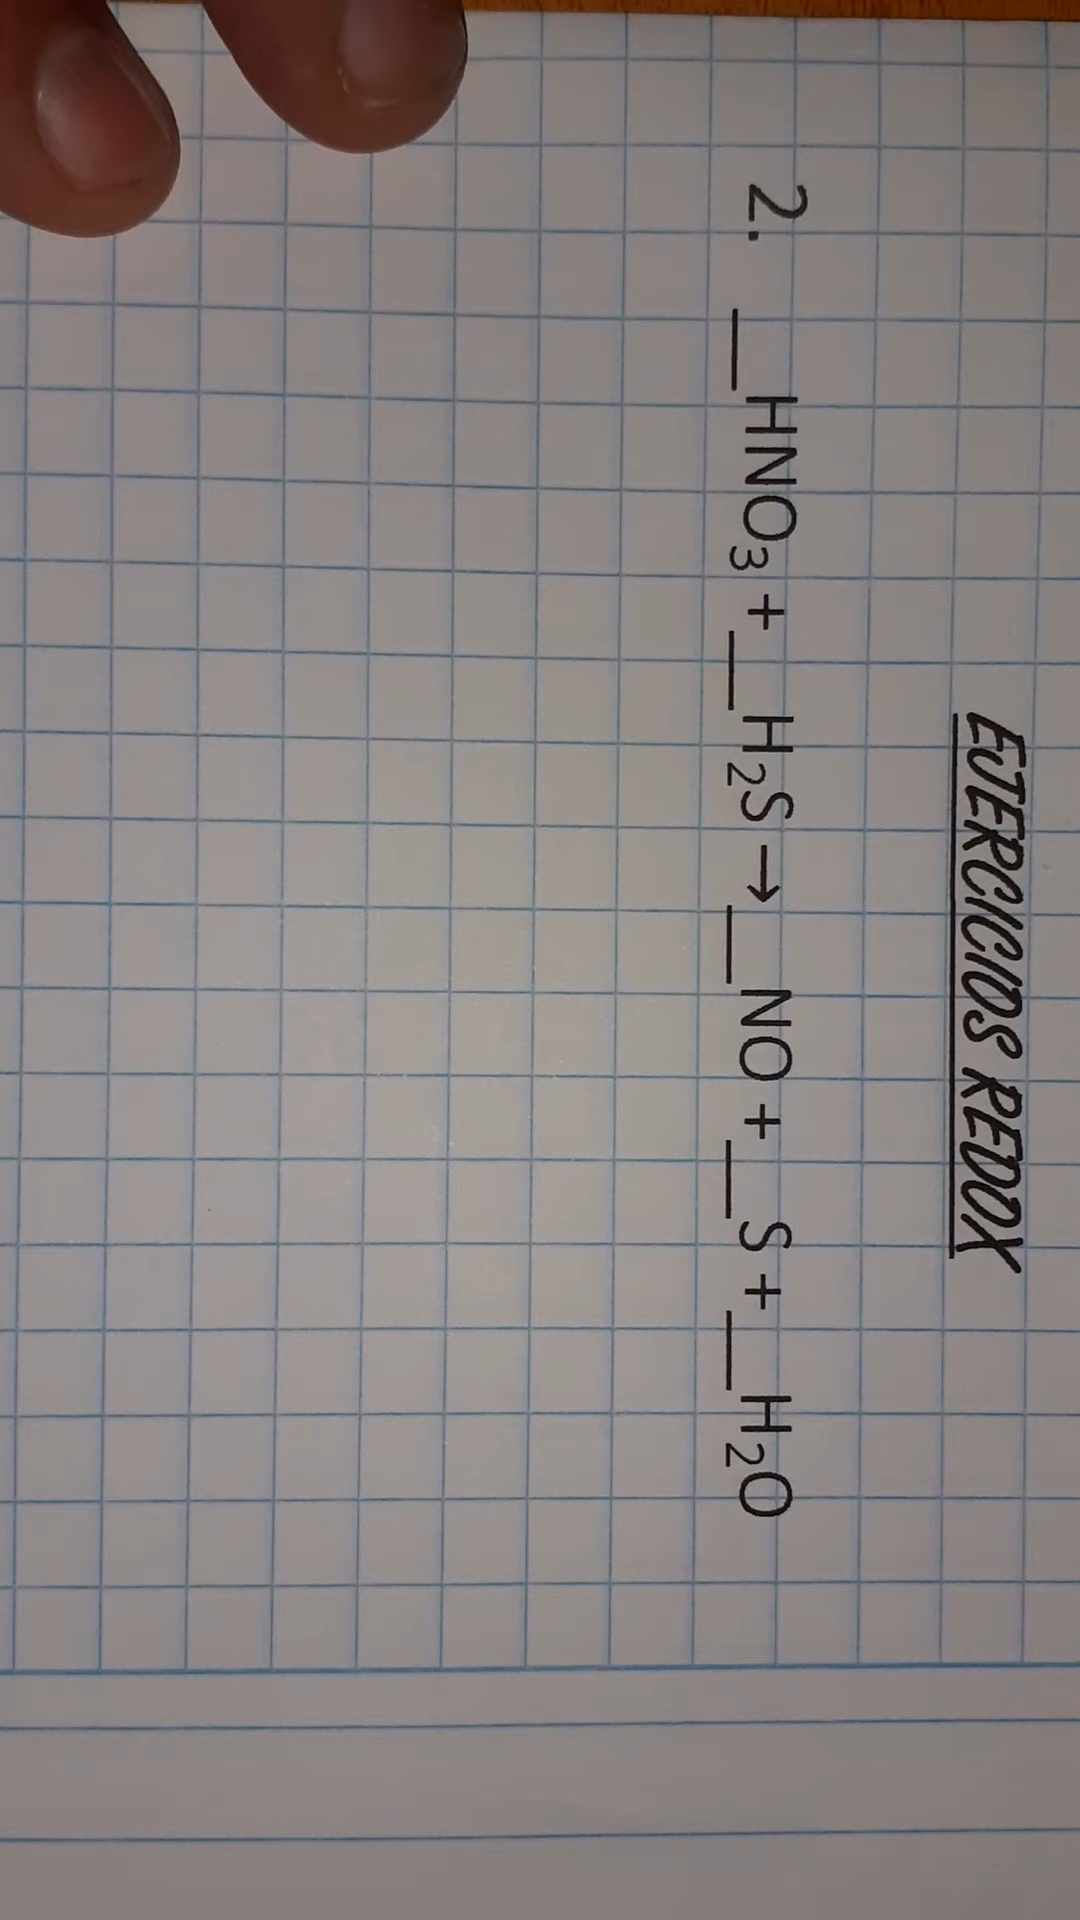 EJERCICIOS REDOX
2. __HNO₃ + __H₂S → __NO + __S + __H₂O